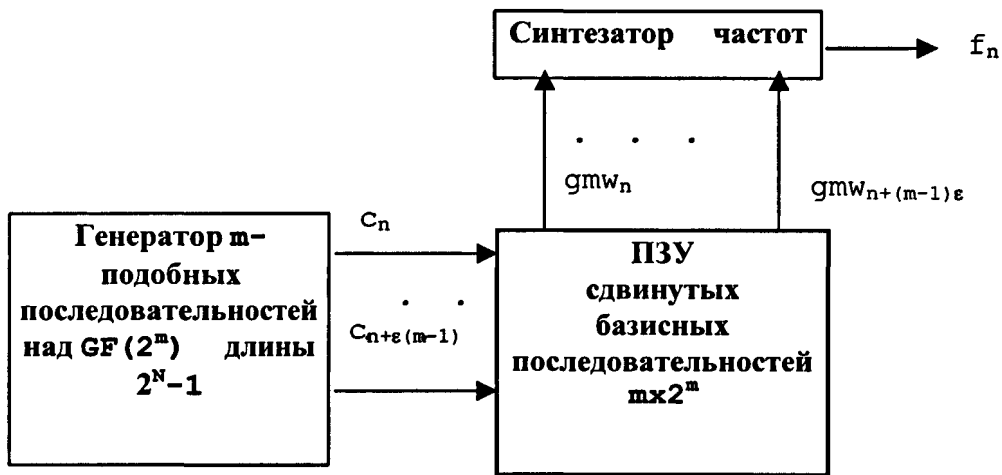 Синтезатор частот
f_n
. . .
gmw_n
gmw_{n+(m-1)ε}
Генератор m-
подобных
последовательностей
над GF(2^m) длины
2^N-1
c_n
. .
c_{n+ε(m-1)}
ПЗУ
сдвинутых
базисных
последовательностей
mx2^m